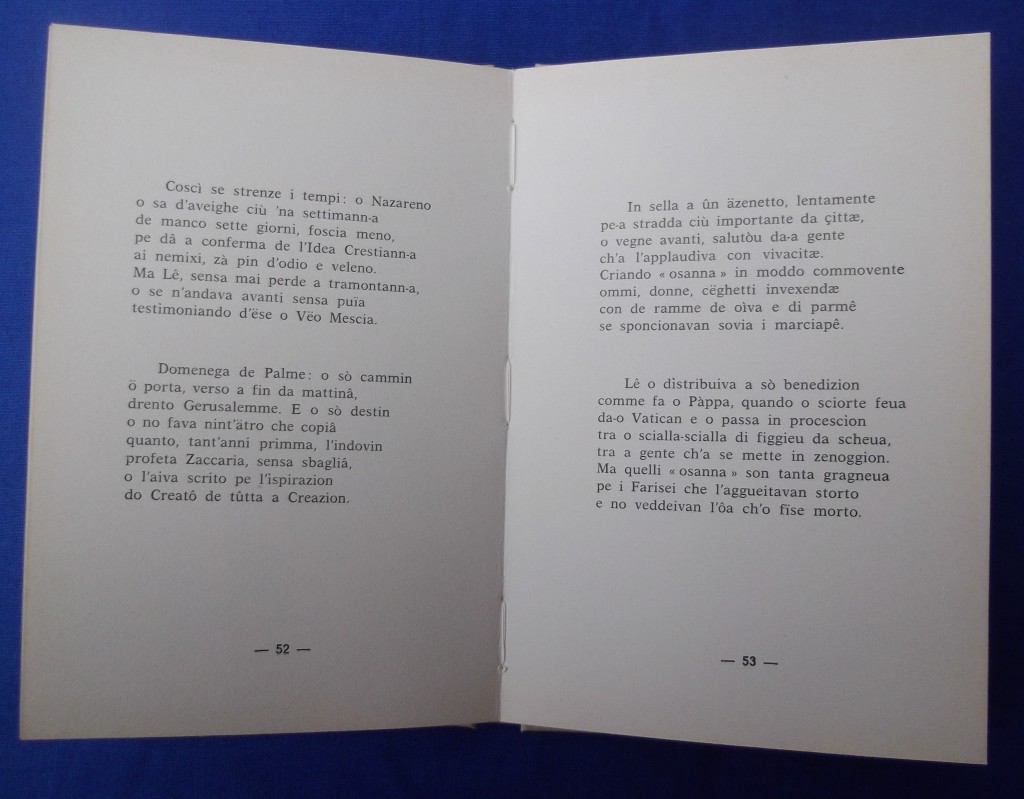 Coscì se strenze i tempi: o Nazareno
o sa d'aveighe ciù 'na settimann-a
de manco sette giorni, foscia meno,
pe dâ a conferma de l'Idea Crestiann-a
ai nemixi, zà pin d'odio e veleno.
Ma Lê, sensa mai perde a tramontann-a,
o se n'andava avanti sensa puïa
testimoniando d'ëse o Vëo Mescia.
Domenega de Palme: o sò cammin
ö porta, verso a fin da mattinâ,
drento Gerusalemme. E o sò destin
o no fava nint'ätro che copiâ
quanto, tant'anni primma, l'indovin
profeta Zaccaria, sensa sbagliâ,
o l'aiva scrito pe l'ìspirazion
do Creatô de tûtta a Creazion.
— 52 —
In sella a ûn äzenetto, lentamente
pe-a stradda ciù importante da çittæ,
o vegne avanti, salutòu da-a gente
ch'a l'applaudiva con vivacitæ.
Criando « osanna » in moddo commovente
ommi, donne, cëghetti invexendæ
con de ramme de oìva e di parmê
se sponcionavan sovia i marciapê.
Lê o dìstribuiva a sò benedizion
comme fa o Pàppa, quando o sciorte feua
da-o Vatican e o passa in procescion
tra o scialla-scialla di figgieu da scheua,
tra a gente ch'a se mette in zenoggion.
Ma quelli « osanna » son tanta gragneua
pe i Farisei che l'aggueitavan storto
e no veddeivan l'ôa ch'o fïse morto.
— 53 —